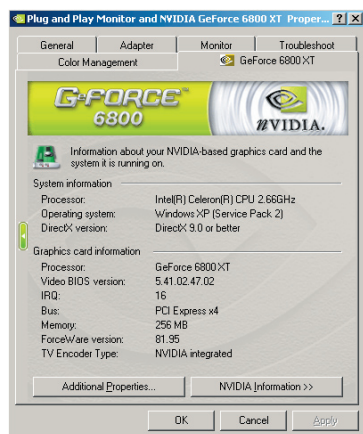 Plug and Play Monitor and NVIDIA GeForce 6800 XT Proper...
General Adapter Monitor Troubleshoot
Color Management GeForce 6800 XT
G-FORCE™
6800
nVIDIA.
Information about your NVIDIA-based graphics card and the
system it is running on.
System information
Processor: Intel(R) Celeron(R) CPU 2.66GHz
Operating system: Windows XP (Service Pack 2)
DirectX version: DirectX 9.0 or better
Graphics card information
Processor: GeForce 6800 XT
Video BIOS version: 5.41.02.47.02
IRQ: 16
Bus: PCI Express x4
Memory: 256 MB
ForceWare version: 81.95
TV Encoder Type: NVIDIA integrated
Additional Properties... NVIDIA Information >>
OK Cancel Apply